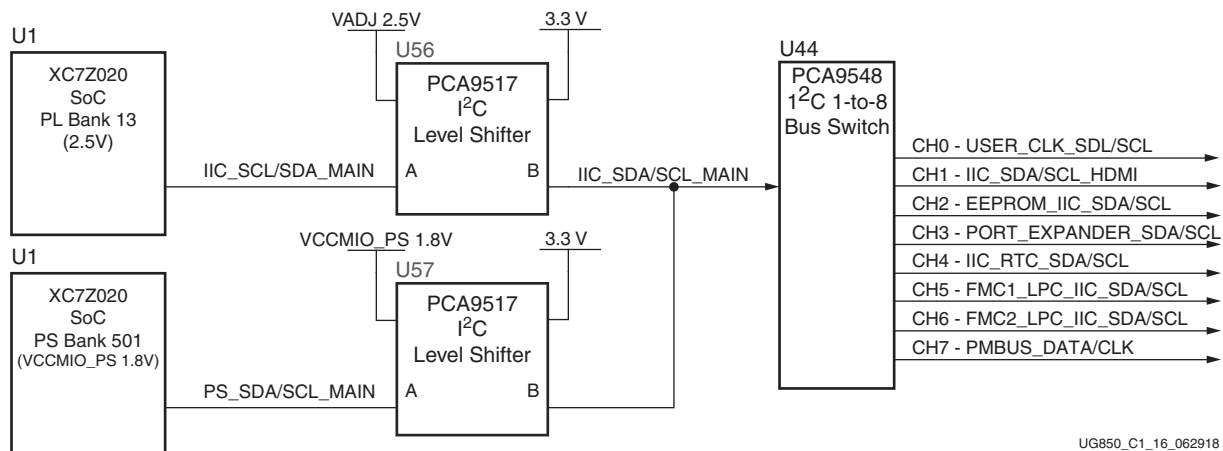 VADJ 2.5V
3.3 V
U1
U56
U44
XC7Z020
SoC
PL Bank 13
(2.5V)
PCA9517
I²C
Level Shifter
PCA9548
1²C 1-to-8
Bus Switch
IIC_SCL/SDA_MAIN
A
B
IIC_SDA/SCL_MAIN
CH0 - USER_CLK_SDL/SCL
CH1 - IIC_SDA/SCL_HDMI
CH2 - EEPROM_IIC_SDA/SCL
CH3 - PORT_EXPANDER_SDA/SCL
CH4 - IIC_RTC_SDA/SCL
CH5 - FMC1_LPC_IIC_SDA/SCL
CH6 - FMC2_LPC_IIC_SDA/SCL
CH7 - PMBUS_DATA/CLK
VCCMIO_PS 1.8V
3.3 V
U1
U57
XC7Z020
SoC
PS Bank 501
(VCCMIO_PS 1.8V)
PCA9517
I²C
Level Shifter
PS_SDA/SCL_MAIN
A
B
UG850_C1_16_062918